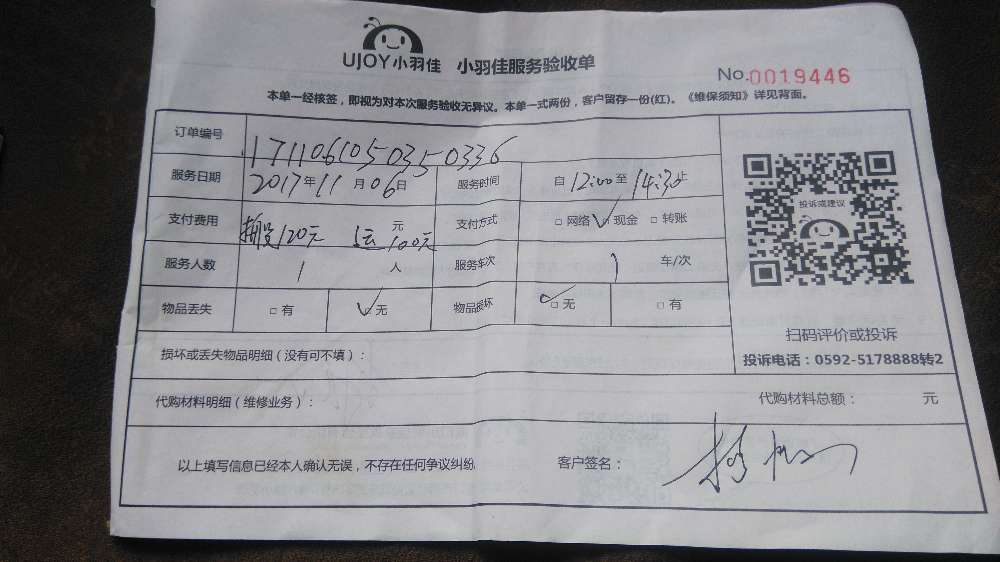 UJOY小羽佳 小羽佳服务验收单
No.0019446
本单一经核签，即视为对本次服务验收无异议。本单一式两份，客户留存一份(红)。《维保须知》详见背面。
订单编号 171106105035 0336
服务日期 2017年11月06日 服务时间 自12:00至14:30止
支付费用 搬120元 运100元 元 支付方式 □网络 ☑现金 □转账
服务人数 1人 服务车次 1车/次
物品丢失 □有 ☑无 物品损坏 ☑无 □有
投诉或建议
扫码评价或投诉
投诉电话：0592-5178888转2
损坏或丢失物品明细（没有可不填）：
代购材料明细（维修业务）： 代购材料总额： 元
以上填写信息已经本人确认无误，不存在任何争议纠纷 客户签名：